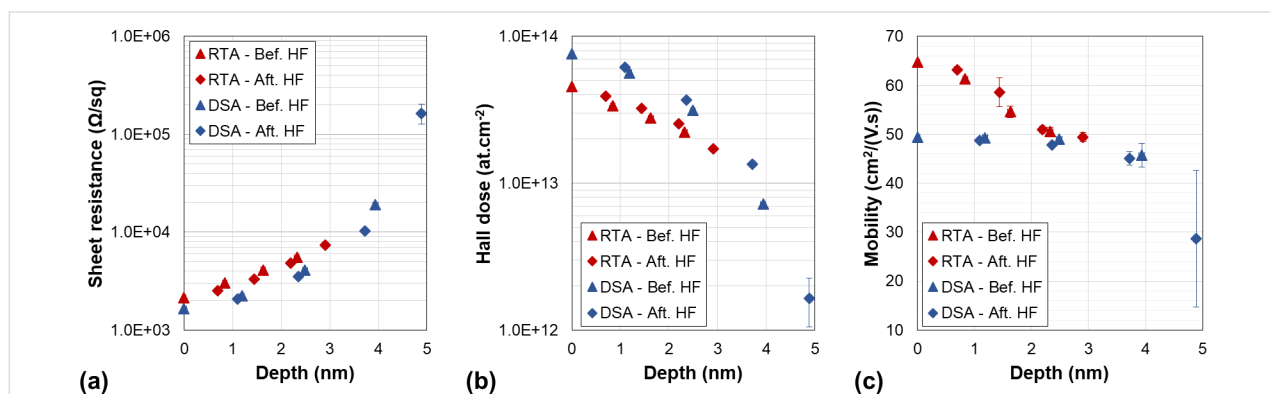 1.0E+06
1.0E+05
1.0E+04
1.0E+03
Sheet resistance (Ω/sq)
RTA - Bef. HF
RTA - Aft. HF
DSA - Bef. HF
DSA - Aft. HF
0 1 2 3 4 5
Depth (nm)
(a)
1.0E+14
1.0E+13
1.0E+12
Hall dose (at.cm⁻²)
RTA - Bef. HF
RTA - Aft. HF
DSA - Bef. HF
DSA - Aft. HF
0 1 2 3 4 5
Depth (nm)
(b)
70
60
50
40
30
20
10
Mobility (cm²/(V.s))
RTA - Bef. HF
RTA - Aft. HF
DSA - Bef. HF
DSA - Aft. HF
0 1 2 3 4 5
Depth (nm)
(c)